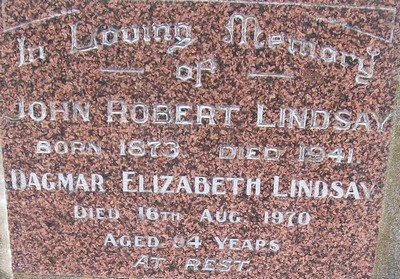 In Loving Memory
of
JOHN ROBERT LINDSAY
BORN 1873 DIED 1941
DAGMAR ELIZABETH LINDSAY
DIED 16TH AUG. 1970
AGED 84 YEARS
AT REST